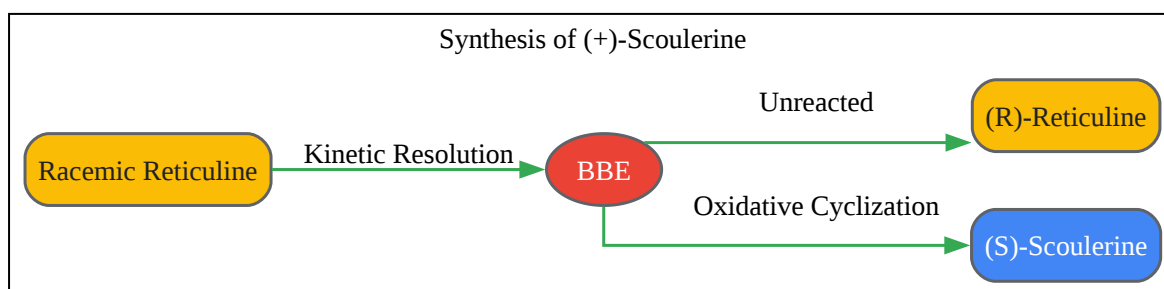 Synthesis of (+)-Scoulerine
Unreacted
(R)-Reticuline
Racemic Reticuline
Kinetic Resolution
BBE
Oxidative Cyclization
(S)-Scoulerine